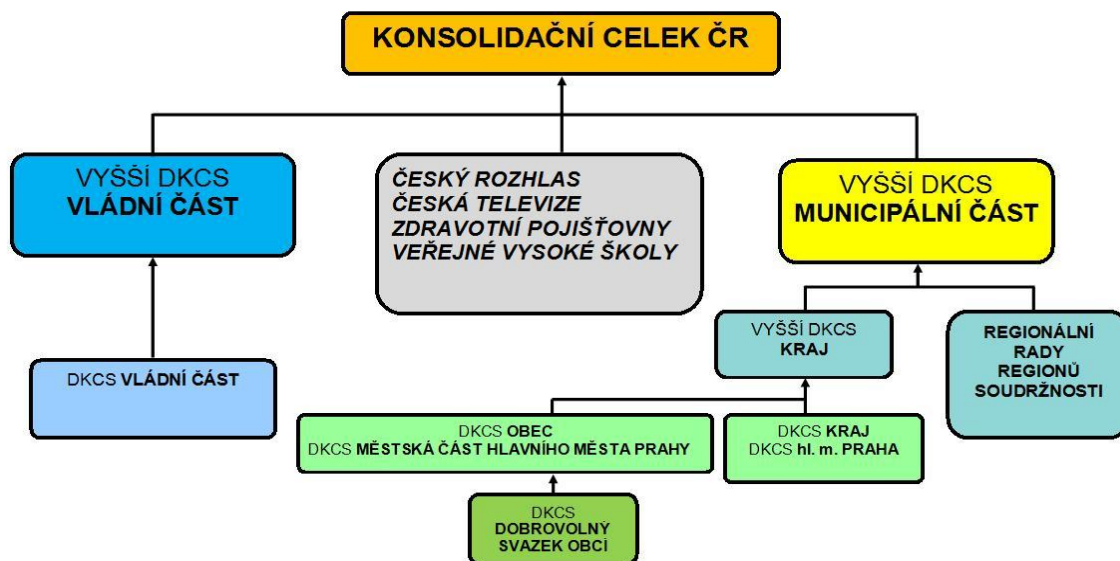 KONSOLIDAČNÍ CELEK ČR
VYŠŠÍ DKCS
VLÁDNÍ ČÁST
ČESKÝ ROZHLAS
ČESKÁ TELEVIZE
ZDRAVOTNÍ POJIŠŤOVNY
VEŘEJNÉ VYSOKÉ ŠKOLY
VYŠŠÍ DKCS
MUNICIPÁLNÍ ČÁST
VYŠŠÍ DKCS
KRAJ
REGIONÁLNÍ
RADY
REGIONŮ
SOUDRŽNOSTI
DKCS VLÁDNÍ ČÁST
DKCS OBEC
DKCS MĚSTSKÁ ČÁST HLAVNÍHO MĚSTA PRAHY
DKCS KRAJ
DKCS hl. m. PRAHA
DKCS
DOBROVOLNÝ
SVAZEK OBCÍ